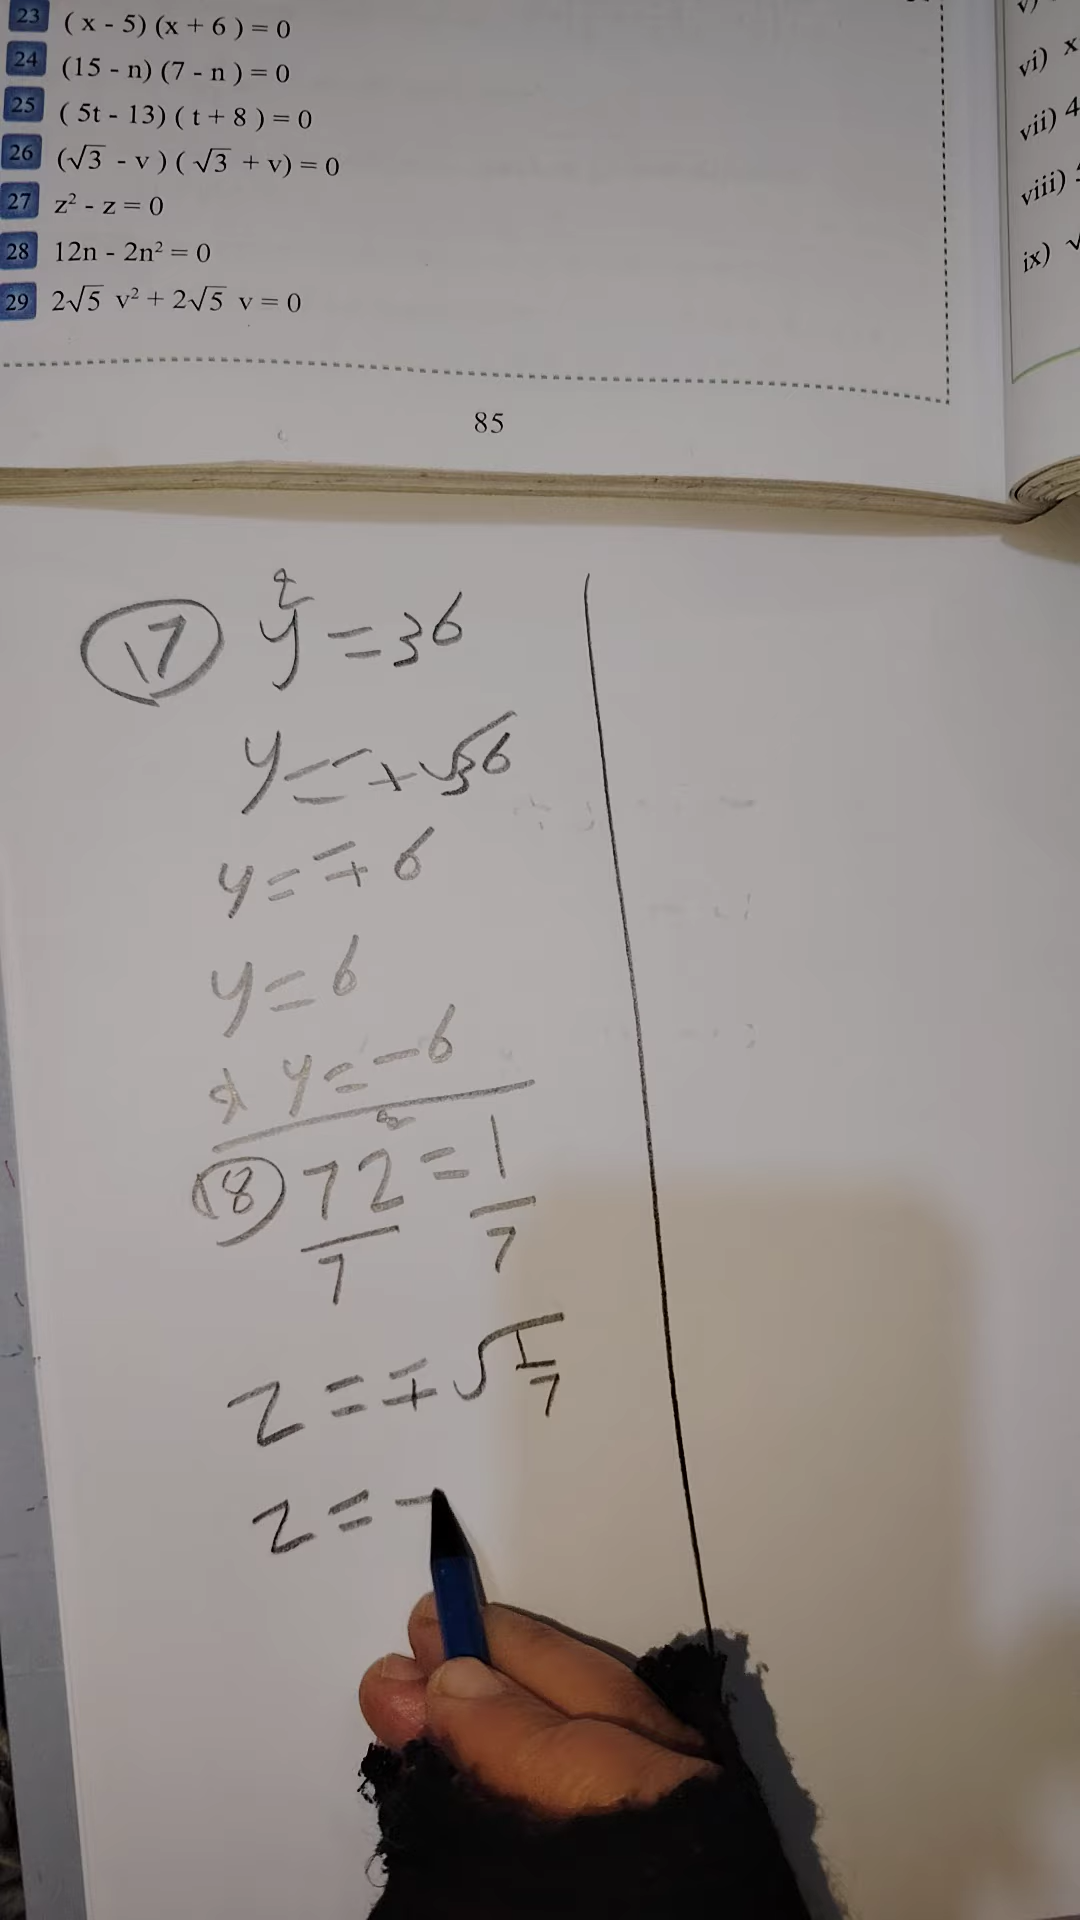 23 ( x - 5) (x + 6 ) = 0
24 (15 - n) (7 - n ) = 0
25 ( 5t - 13) ( t + 8 ) = 0
26 (√3 - v ) ( √3 + v) = 0
27 z² - z = 0
28 12n - 2n² = 0
29 2√5 v² + 2√5 v = 0
85
vi) x
vii) 4
viii)
ix) √
17 y² = 36
y = ∓ √36
y = ∓ 6
y = 6
y = -6
18 7z² = 1
7 7
z = ∓ √1/7
z = -